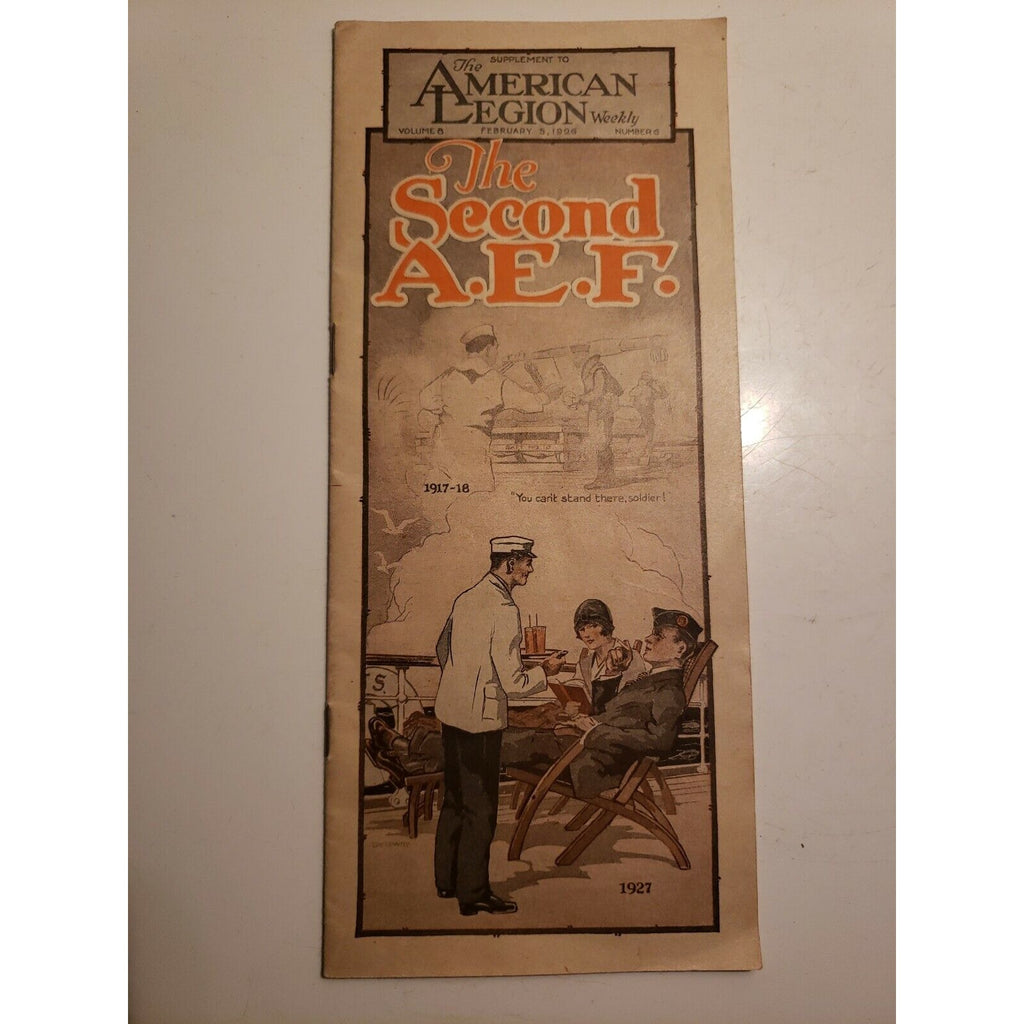 SUPPLEMENT TO
The
AMERICAN
LEGION Weekly
VOLUME 8 FEBRUARY 5, 1926 NUMBER 6
The
Second
A.E.F.
1917-18
"You can't stand there, soldier!
S.
1927